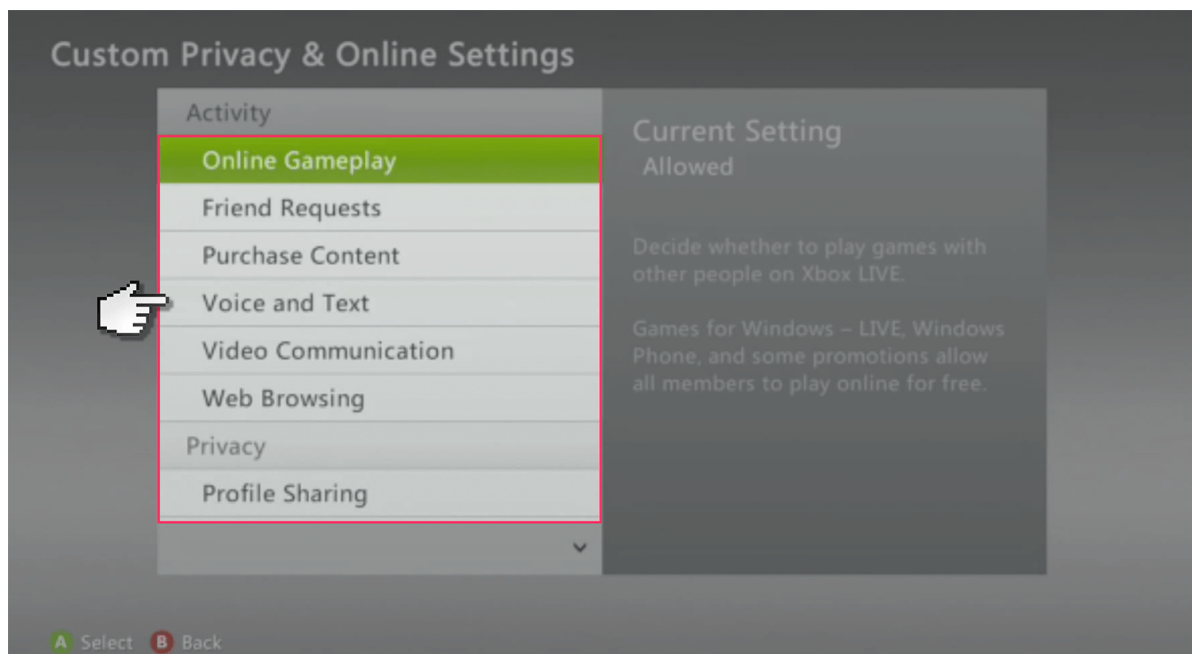 Custom Privacy & Online Settings
Activity
Online Gameplay
Friend Requests
Purchase Content
Voice and Text
Video Communication
Web Browsing
Privacy
Profile Sharing
Current Setting
Allowed
Decide whether to play games with
other people on Xbox LIVE.
Games for Windows – LIVE, Windows
Phone, and some promotions allow
all members to play online for free.
A Select B Back